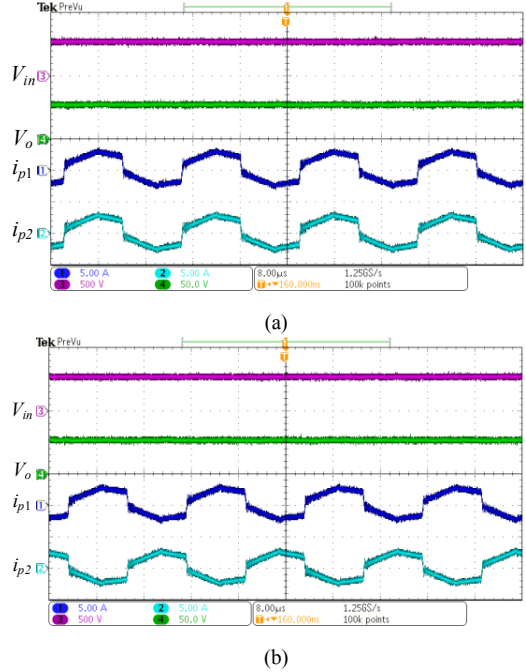 Tek PreVu
T
T
V_in 3
V_o 4
i_p1 1
i_p2 2
1 5.00 A 2 5.00 A 8.00µs 1.25GS/s
3 500 V 4 50.0 V T→▼160.000ns 100k points
(a)
Tek PreVu
T
T
V_in 3
V_o 4
i_p1 1
i_p2 2
1 5.00 A 2 5.00 A 8.00µs 1.25GS/s
3 500 V 4 50.0 V T→▼160.000ns 100k points
(b)